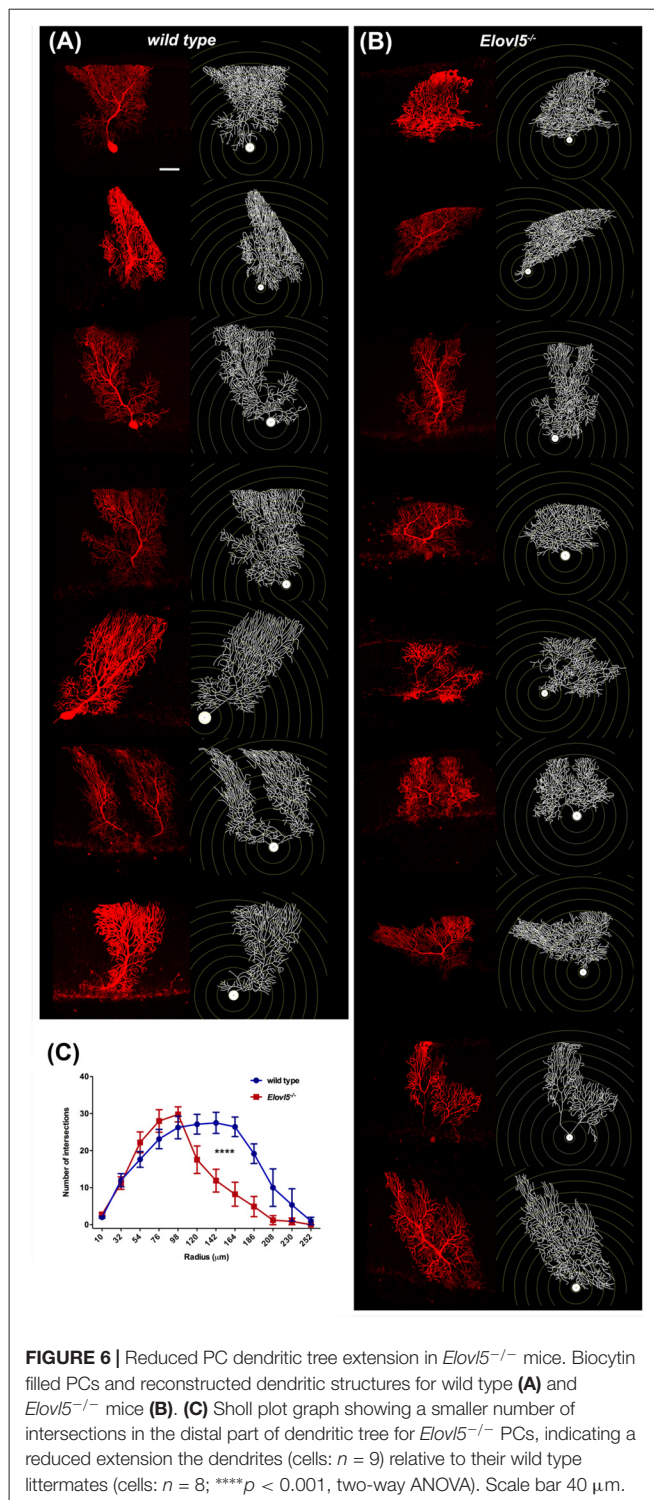 (A)
wild type
(B)
Elovl5-/-
(C)
wild type
Elovl5-/-
****
Number of intersections
40
30
20
10
0
10 32 54 76 98 120 142 164 186 208 230 252
Radius (μm)
FIGURE 6 | Reduced PC dendritic tree extension in Elovl5−/− mice. Biocytin
filled PCs and reconstructed dendritic structures for wild type (A) and
Elovl5−/− mice (B). (C) Sholl plot graph showing a smaller number of
intersections in the distal part of dendritic tree for Elovl5−/− PCs, indicating a
reduced extension the dendrites (cells: n = 9) relative to their wild type
littermates (cells: n = 8; ****p < 0.001, two-way ANOVA). Scale bar 40 μm.